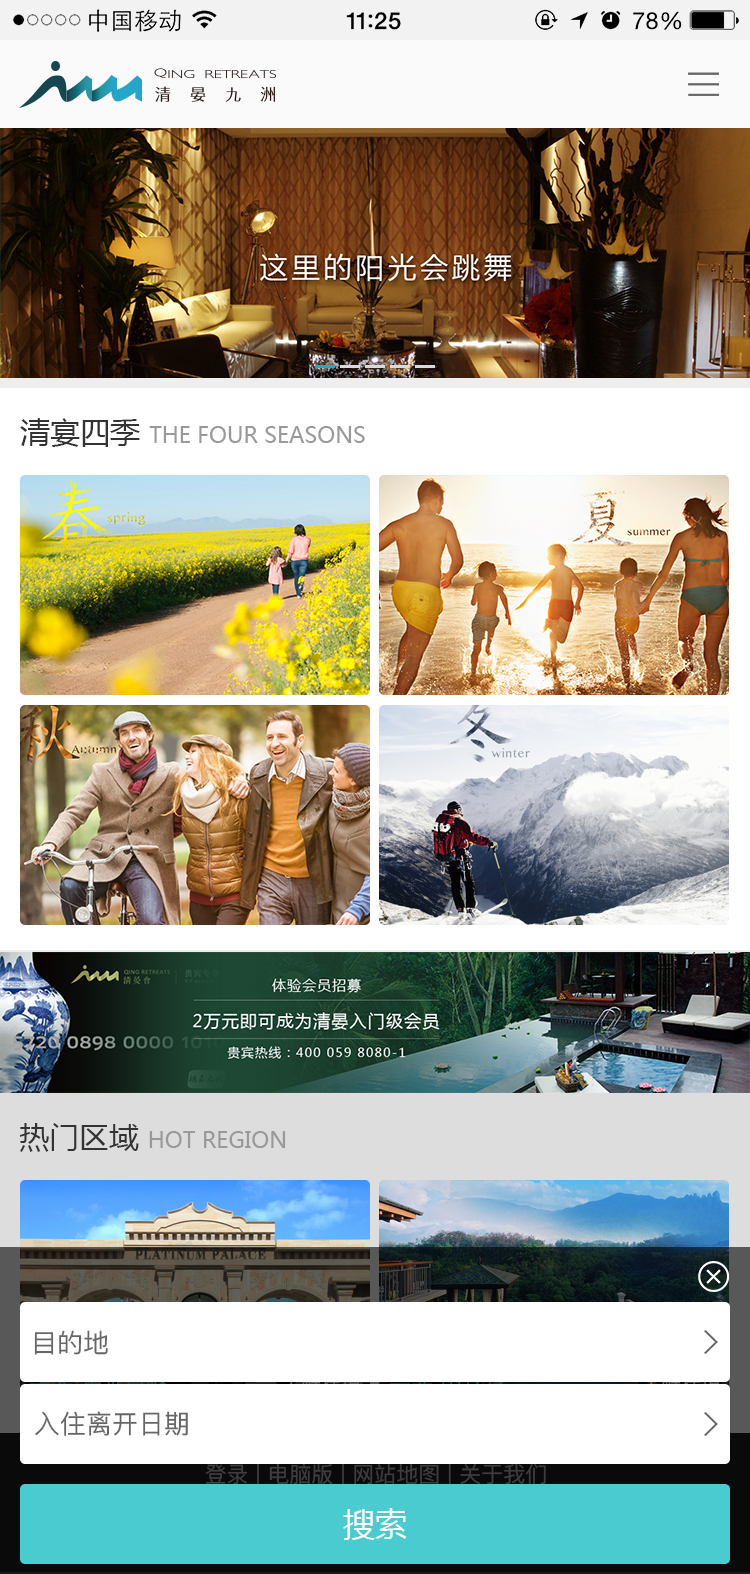 中国移动 11:25 78%
QING RETREATS
清晏九洲
这里的阳光会跳舞
清宴四季 THE FOUR SEASONS
春 spring
夏 summer
秋 Autumn
冬 winter
QING RETREATS
清晏會
体验会员招募
2万元即可成为清晏入门级会员
贵宾热线：400 059 8080-1
热门区域 HOT REGION
PLATINUM PALACE
目的地
入住离开日期
登录 | 电脑版 | 网站地图 | 关于我们
搜索